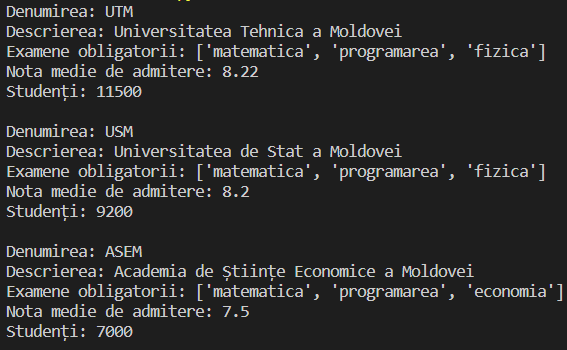 Denumirea: UTM
Descrierea: Universitatea Tehnica a Moldovei
Examene obligatorii: ['matematica', 'programarea', 'fizica']
Nota medie de admitere: 8.22
Studenți: 11500
Denumirea: USM
Descrierea: Universitatea de Stat a Moldovei
Examene obligatorii: ['matematica', 'programarea', 'fizica']
Nota medie de admitere: 8.2
Studenți: 9200
Denumirea: ASEM
Descrierea: Academia de Științe Economice a Moldovei
Examene obligatorii: ['matematica', 'programarea', 'economia']
Nota medie de admitere: 7.5
Studenți: 7000